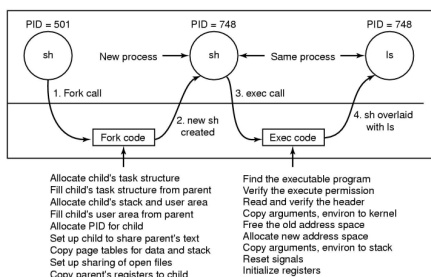 PID = 501
PID = 748
PID = 748
sh
New process
sh
Same process
ls
1. Fork call
3. exec call
2. new sh
created
4. sh overlaid
with ls
Fork code
Exec code
Allocate child's task structure
Fill child's task structure from parent
Allocate child's stack and user area
Fill child's user area from parent
Allocate PID for child
Set up child to share parent's text
Copy page tables for data and stack
Set up sharing of open files
Copy parent's registers to child
Find the executable program
Verify the execute permission
Read and verify the header
Copy arguments, environ to kernel
Free the old address space
Allocate new address space
Copy arguments, environ to stack
Reset signals
Initialize registers